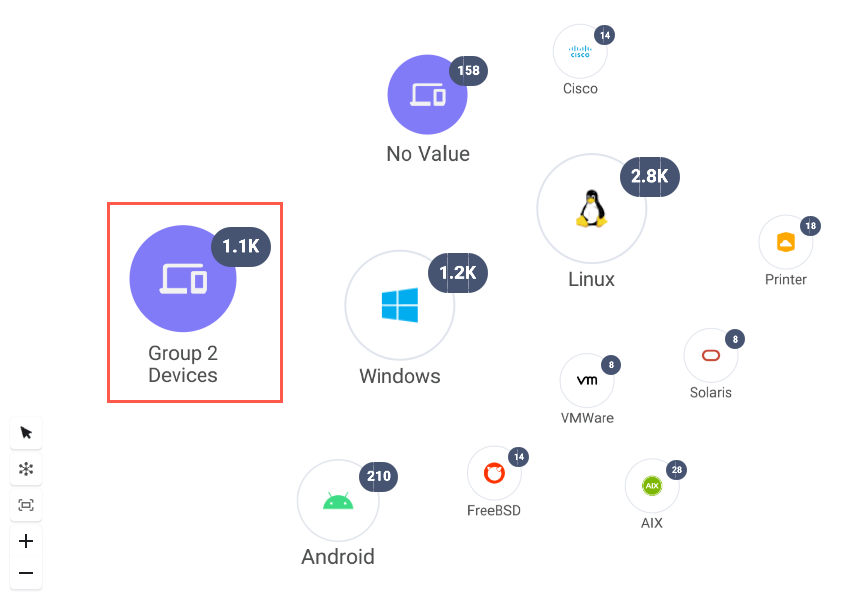 14
CISCO
Cisco
158
No Value
2.8K
Linux
18
Printer
1.1K
Group 2
Devices
1.2K
Windows
8
Solaris
8
vm
VMWare
210
Android
14
FreeBSD
28
AIX
AIX